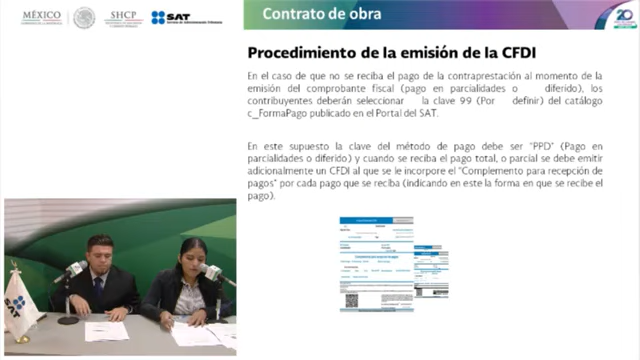 MÉXICO
SHCP
SAT
Contrato de obra
20
Procedimiento de la emisión de la CFDI
En el caso de que no se reciba el pago de la contraprestación al momento de la
emisión del comprobante fiscal (pago en parcialidades o diferido), los
contribuyentes deberán seleccionar la clave 99 (Por definir) del catálogo
c_FormaPago publicado en el Portal del SAT.
En este supuesto la clave del método de pago debe ser “PPD” (Pago en
parcialidades o diferido) y cuando se reciba el pago total, o parcial se debe emitir
adicionalmente un CFDI al que se le incorpore el “Complemento para recepción de
pagos” por cada pago que se reciba (indicando en este la forma en que se recibe el
pago).
SAT